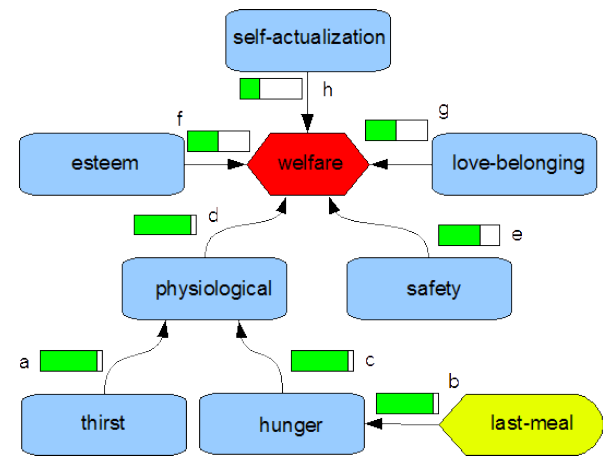 self-actualization
h
f
g
esteem
welfare
love-belonging
d
e
physiological
safety
a
c
b
thirst
hunger
last-meal